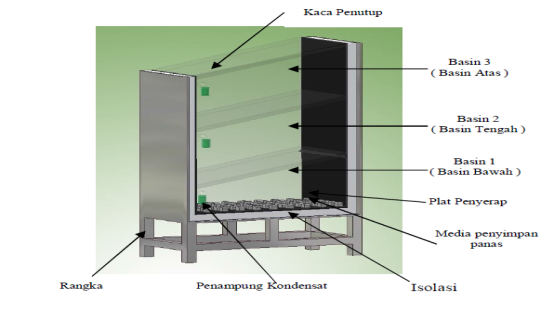 Kaca Penutup
Basin 3
( Basin Atas )
Basin 2
( Basin Tengah )
Basin 1
( Basin Bawah )
Plat Penyerap
Media penyimpan
panas
Rangka
Penampung Kondensat
Isolasi